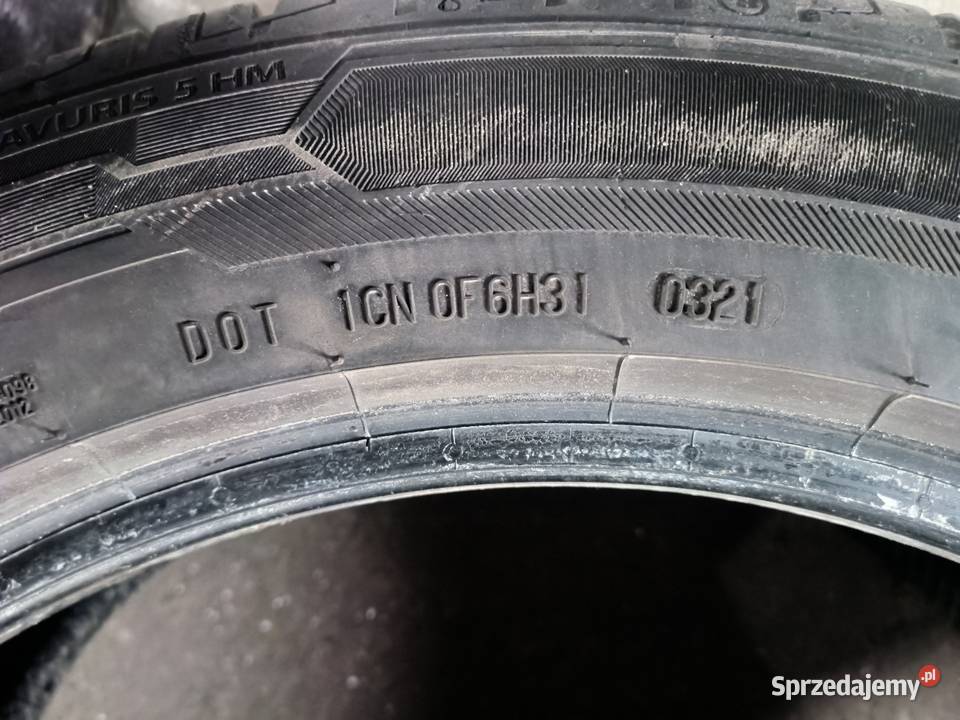 AVURIS 5 HM
DOT 1CN 0F6H31 0321
Sprzedajemy.pl